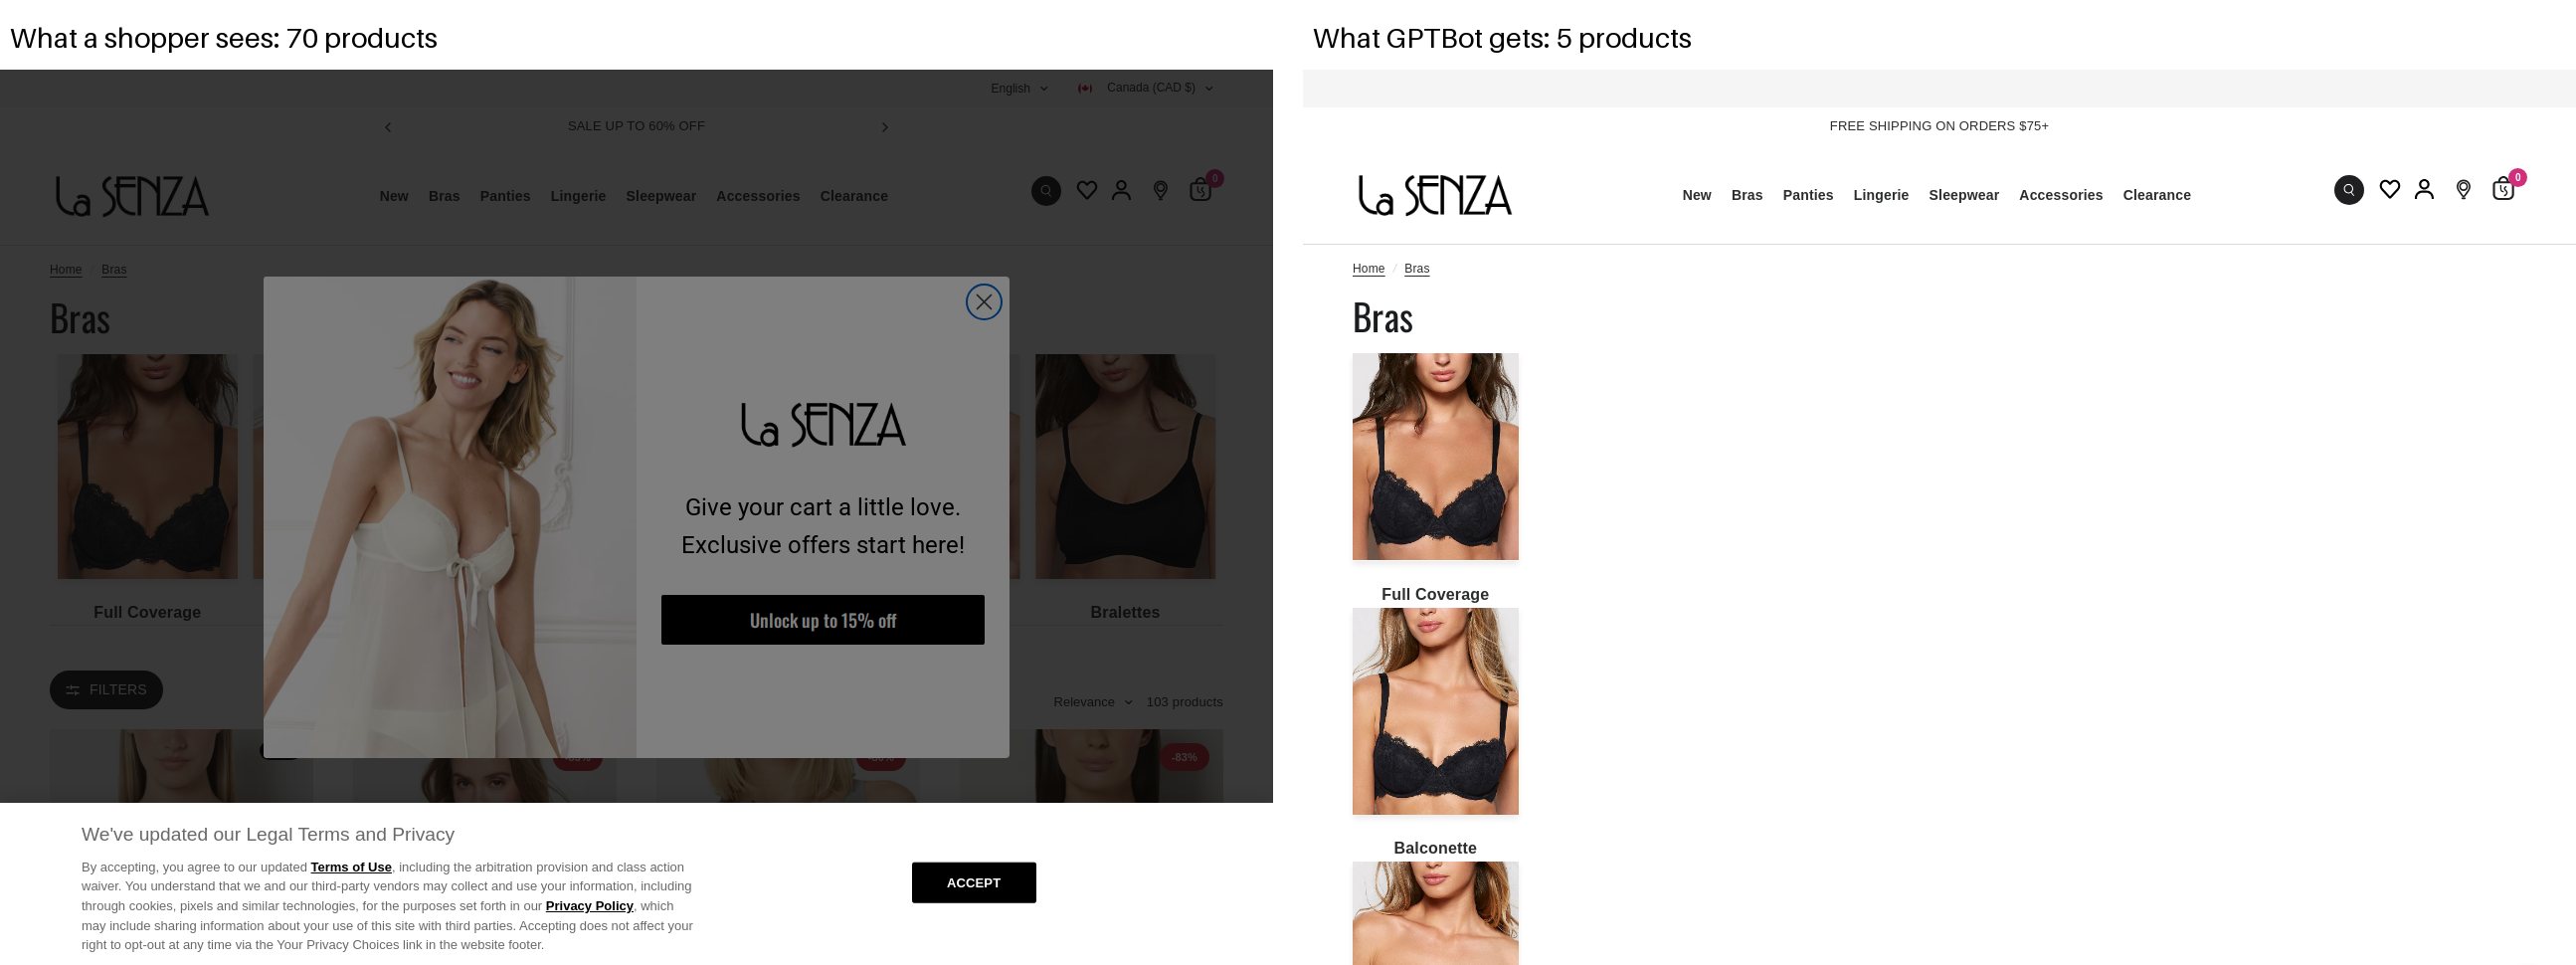 What a shopper sees: 70 products
English
Canada (CAD $)
SALE UP TO 60% OFF
La SENZA
New Bras Panties Lingerie Sleepwear Accessories Clearance
0
Home / Bras
Bras
La SENZA
Give your cart a little love.
Exclusive offers start here!
Unlock up to 15% off
Full Coverage
Bralettes
FILTERS
Relevance
103 products
-83%
We've updated our Legal Terms and Privacy
By accepting, you agree to our updated Terms of Use, including the arbitration provision and class action
waiver. You understand that we and our third-party vendors may collect and use your information, including
through cookies, pixels and similar technologies, for the purposes set forth in our Privacy Policy, which
may include sharing information about your use of this site with third parties. Accepting does not affect your
right to opt-out at any time via the Your Privacy Choices link in the website footer.
ACCEPT
What GPTBot gets: 5 products
FREE SHIPPING ON ORDERS $75+
La SENZA
New Bras Panties Lingerie Sleepwear Accessories Clearance
0
Home / Bras
Bras
Full Coverage
Balconette